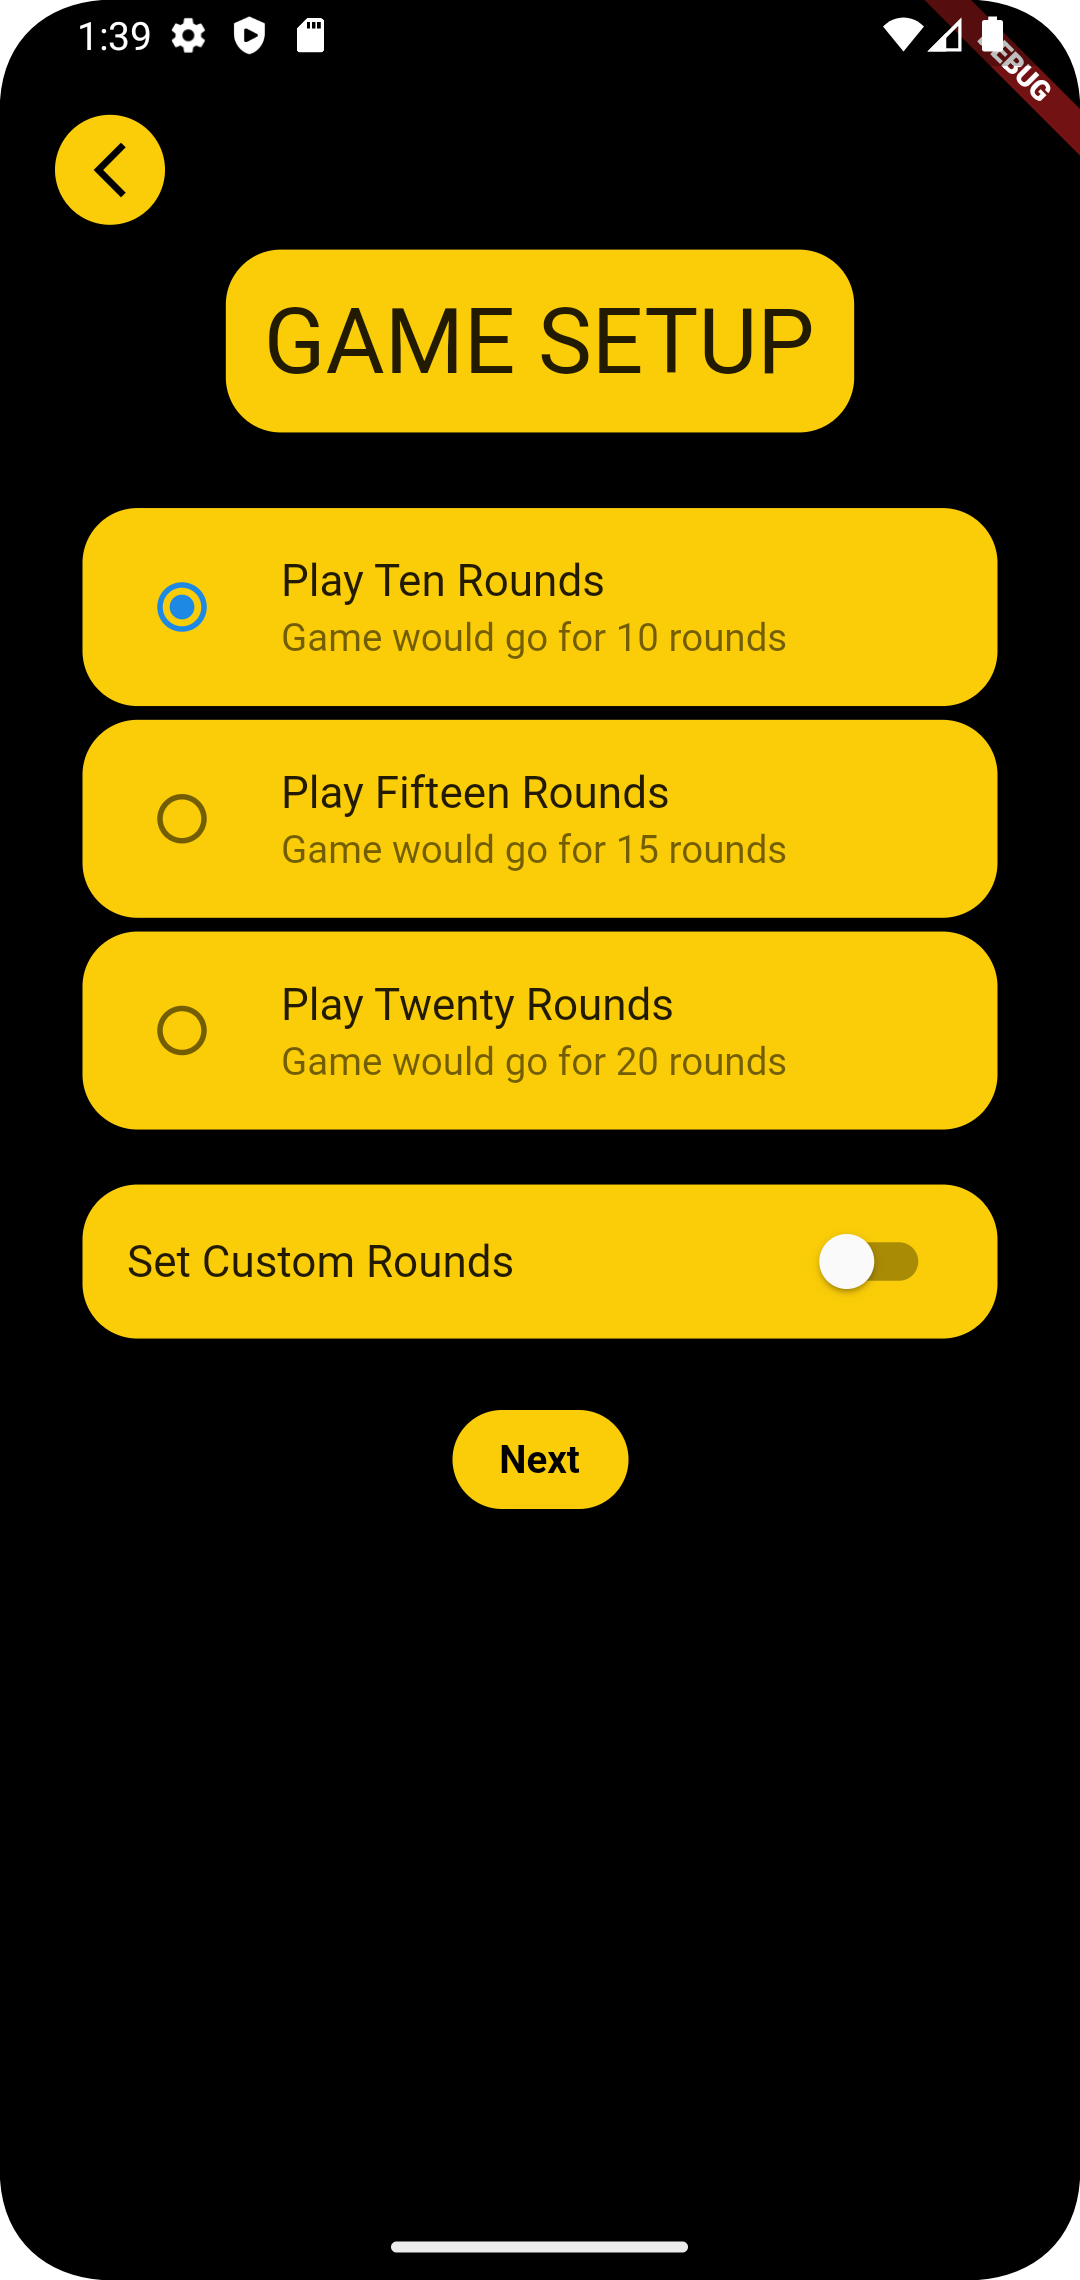 1:39
DEBUG
GAME SETUP
Play Ten Rounds
Game would go for 10 rounds
Play Fifteen Rounds
Game would go for 15 rounds
Play Twenty Rounds
Game would go for 20 rounds
Set Custom Rounds
Next